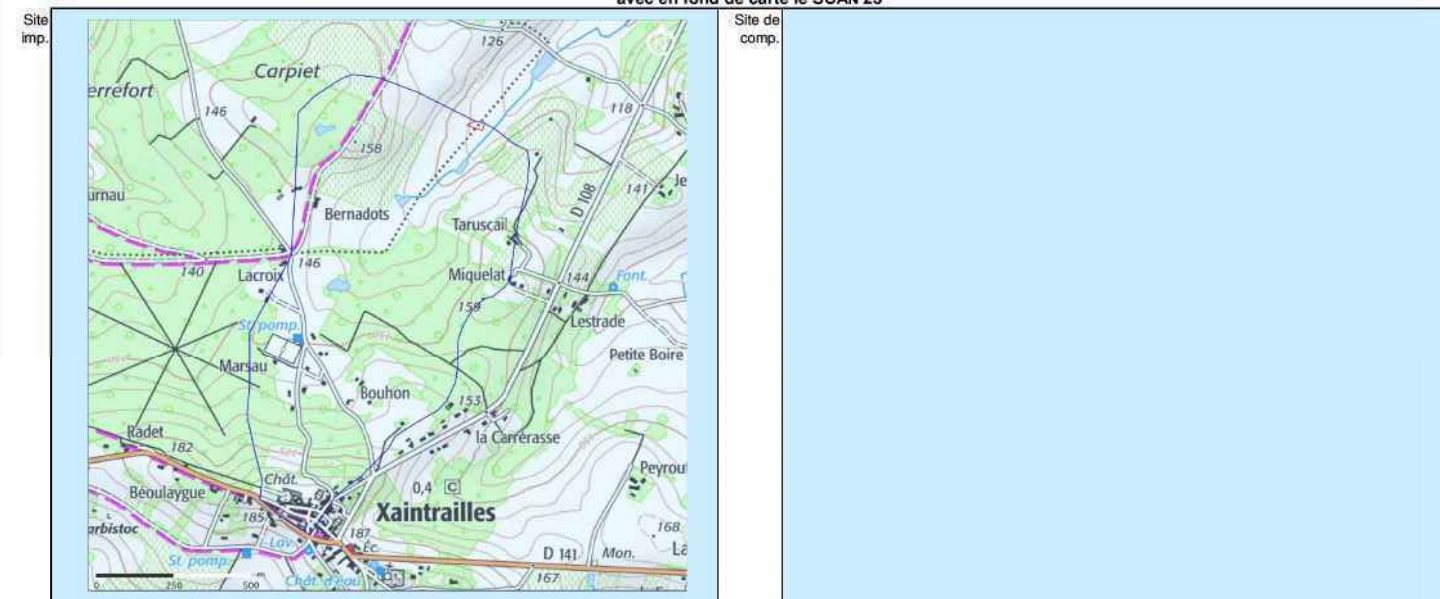 avec en fond de carte le SCAN 25
Site imp.
Site de comp.
126
Carpiet
errefort
146
118
158
urnau
141
Je
Bernadots
D 108
Taruscail
140
146
Lacroix
Miquelat
144
Font.
159
St. pomp.
Lestrade
Marsau
Petite Boire
Bouhon
153
Radet
la Carrérasse
182
Peyrou
Chât.
0,4 C
Béoulaygue
Xaintrailles
185
arbistoc
187
168
Lav.
Éc.
La
St. pomp.
D 141
Mon.
Chât. d'eau
167
0 250 500